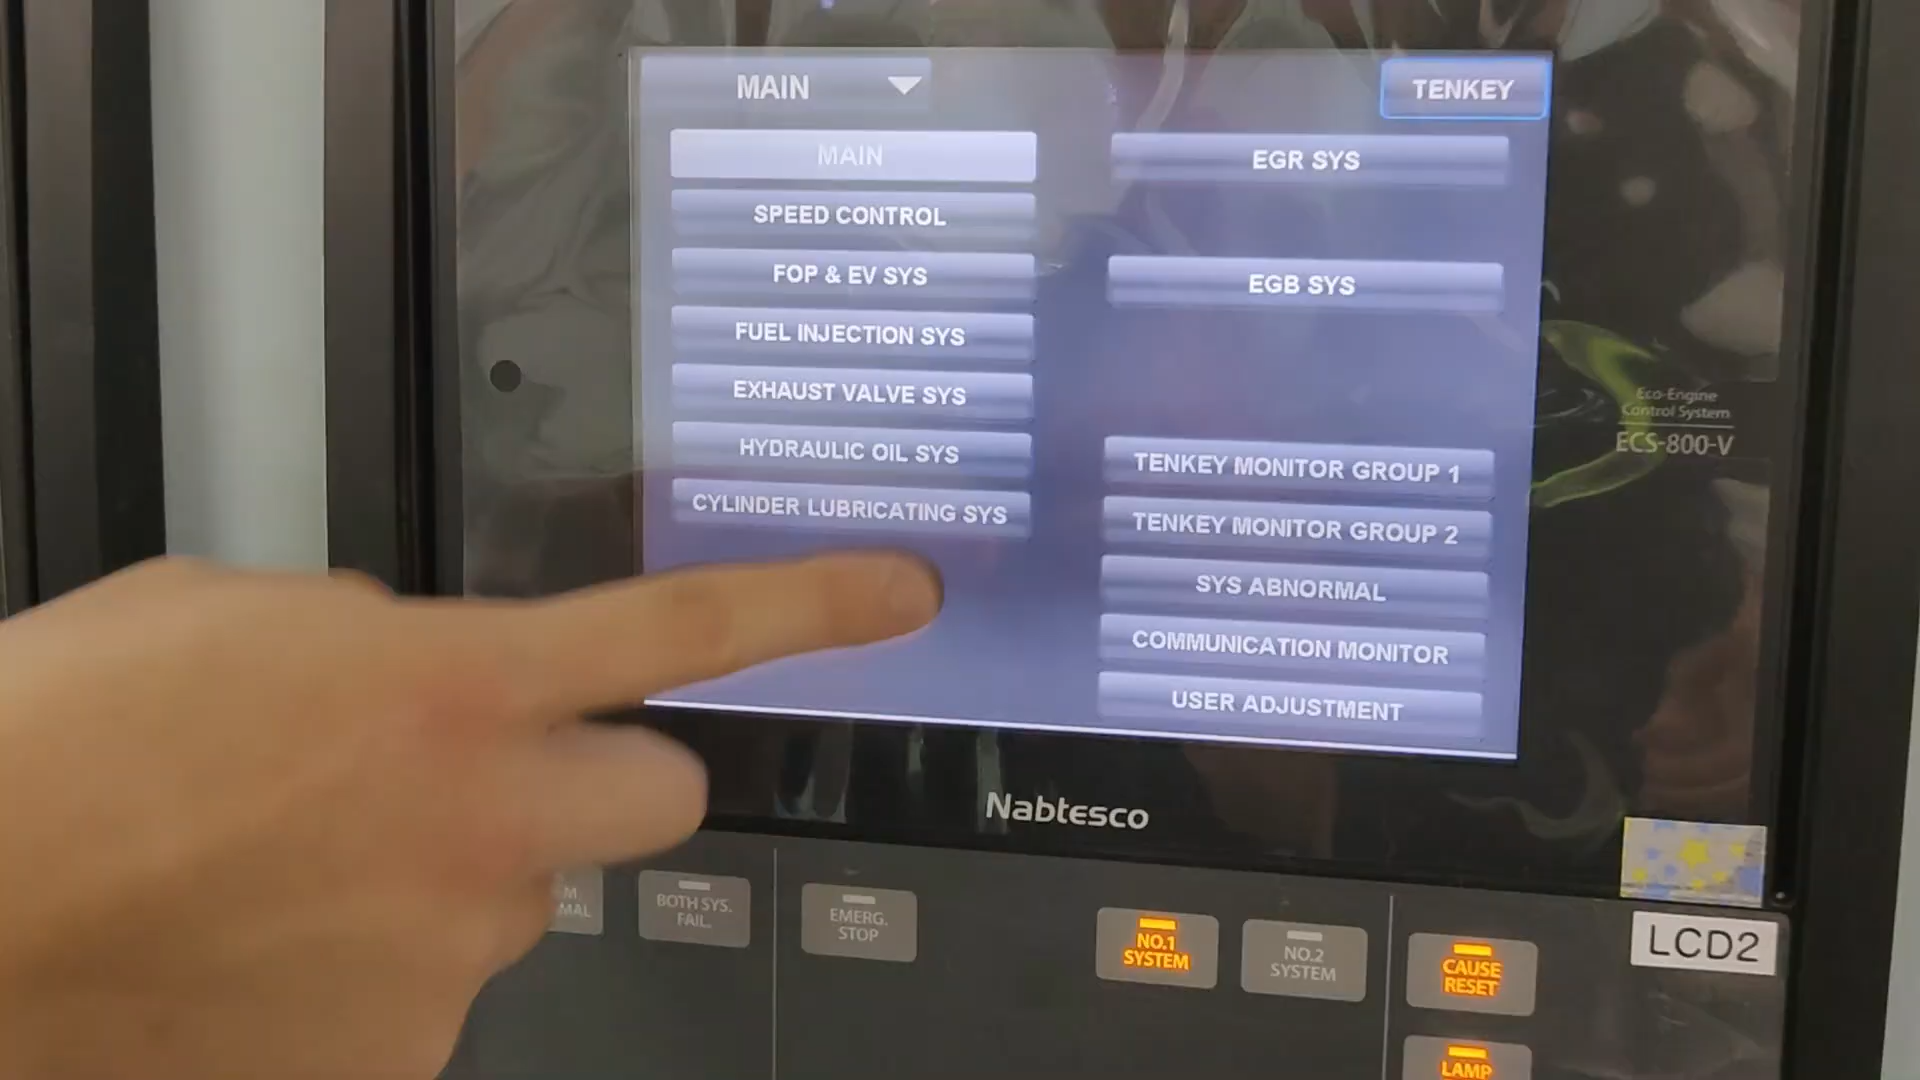 MAIN
TENKEY
MAIN
SPEED CONTROL
FOP & EV SYS
FUEL INJECTION SYS
EXHAUST VALVE SYS
HYDRAULIC OIL SYS
CYLINDER LUBRICATING SYS
EGR SYS
EGB SYS
TENKEY MONITOR GROUP 1
TENKEY MONITOR GROUP 2
SYS ABNORMAL
COMMUNICATION MONITOR
USER ADJUSTMENT
Eco-Engine
Control System
ECS-800-V
Nabtesco
BOTH SYS.
FAIL.
EMERG.
STOP
NO.1
SYSTEM
NO.2
SYSTEM
CAUSE
RESET
LCD2
LAMP